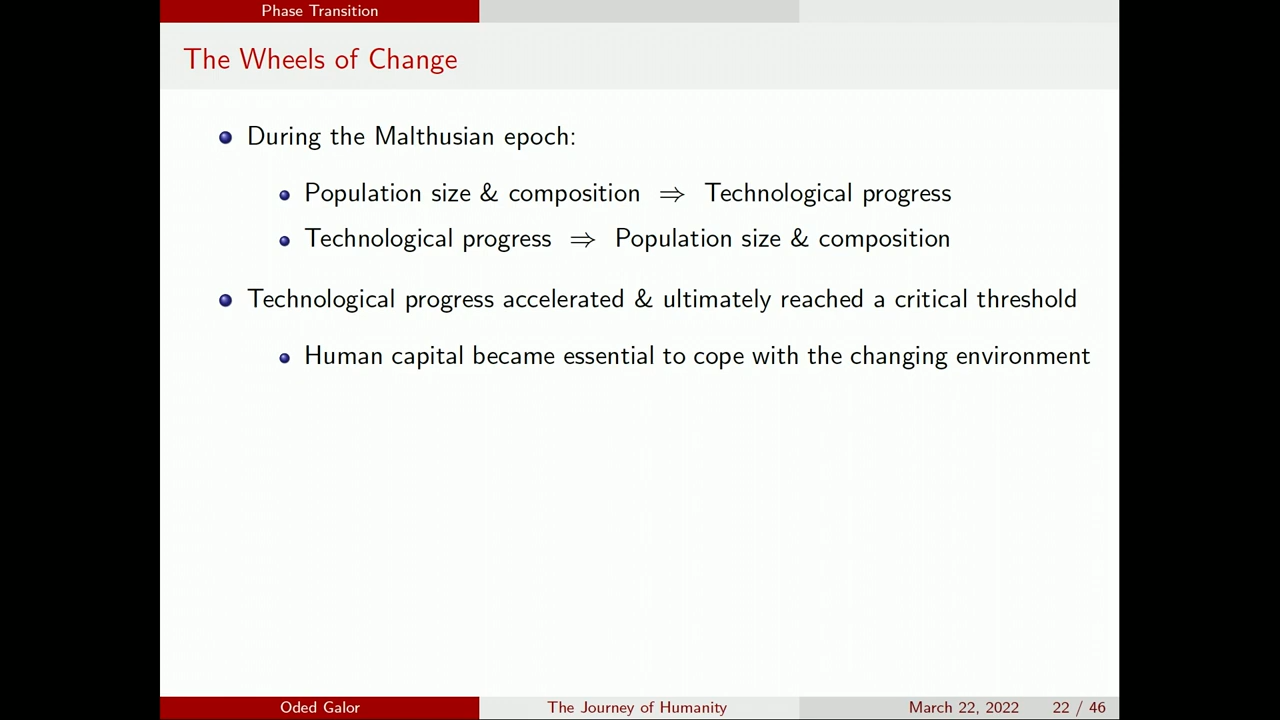 Phase Transition
The Wheels of Change
During the Malthusian epoch:
Population size & composition ⇒ Technological progress
Technological progress ⇒ Population size & composition
Technological progress accelerated & ultimately reached a critical threshold
Human capital became essential to cope with the changing environment
Oded Galor The Journey of Humanity March 22, 2022 22 / 46